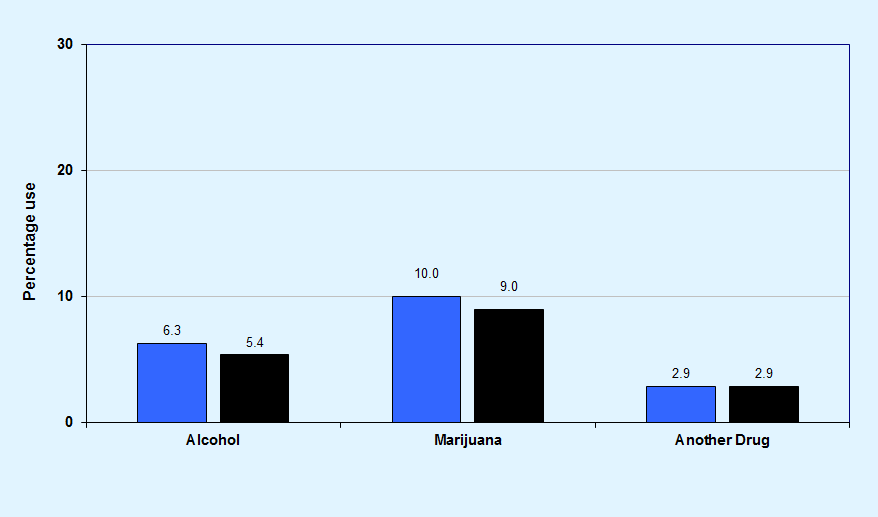 30
20
10
0
Percentage use
6.3
5.4
10.0
9.0
2.9
2.9
Alcohol
Marijuana
Another Drug